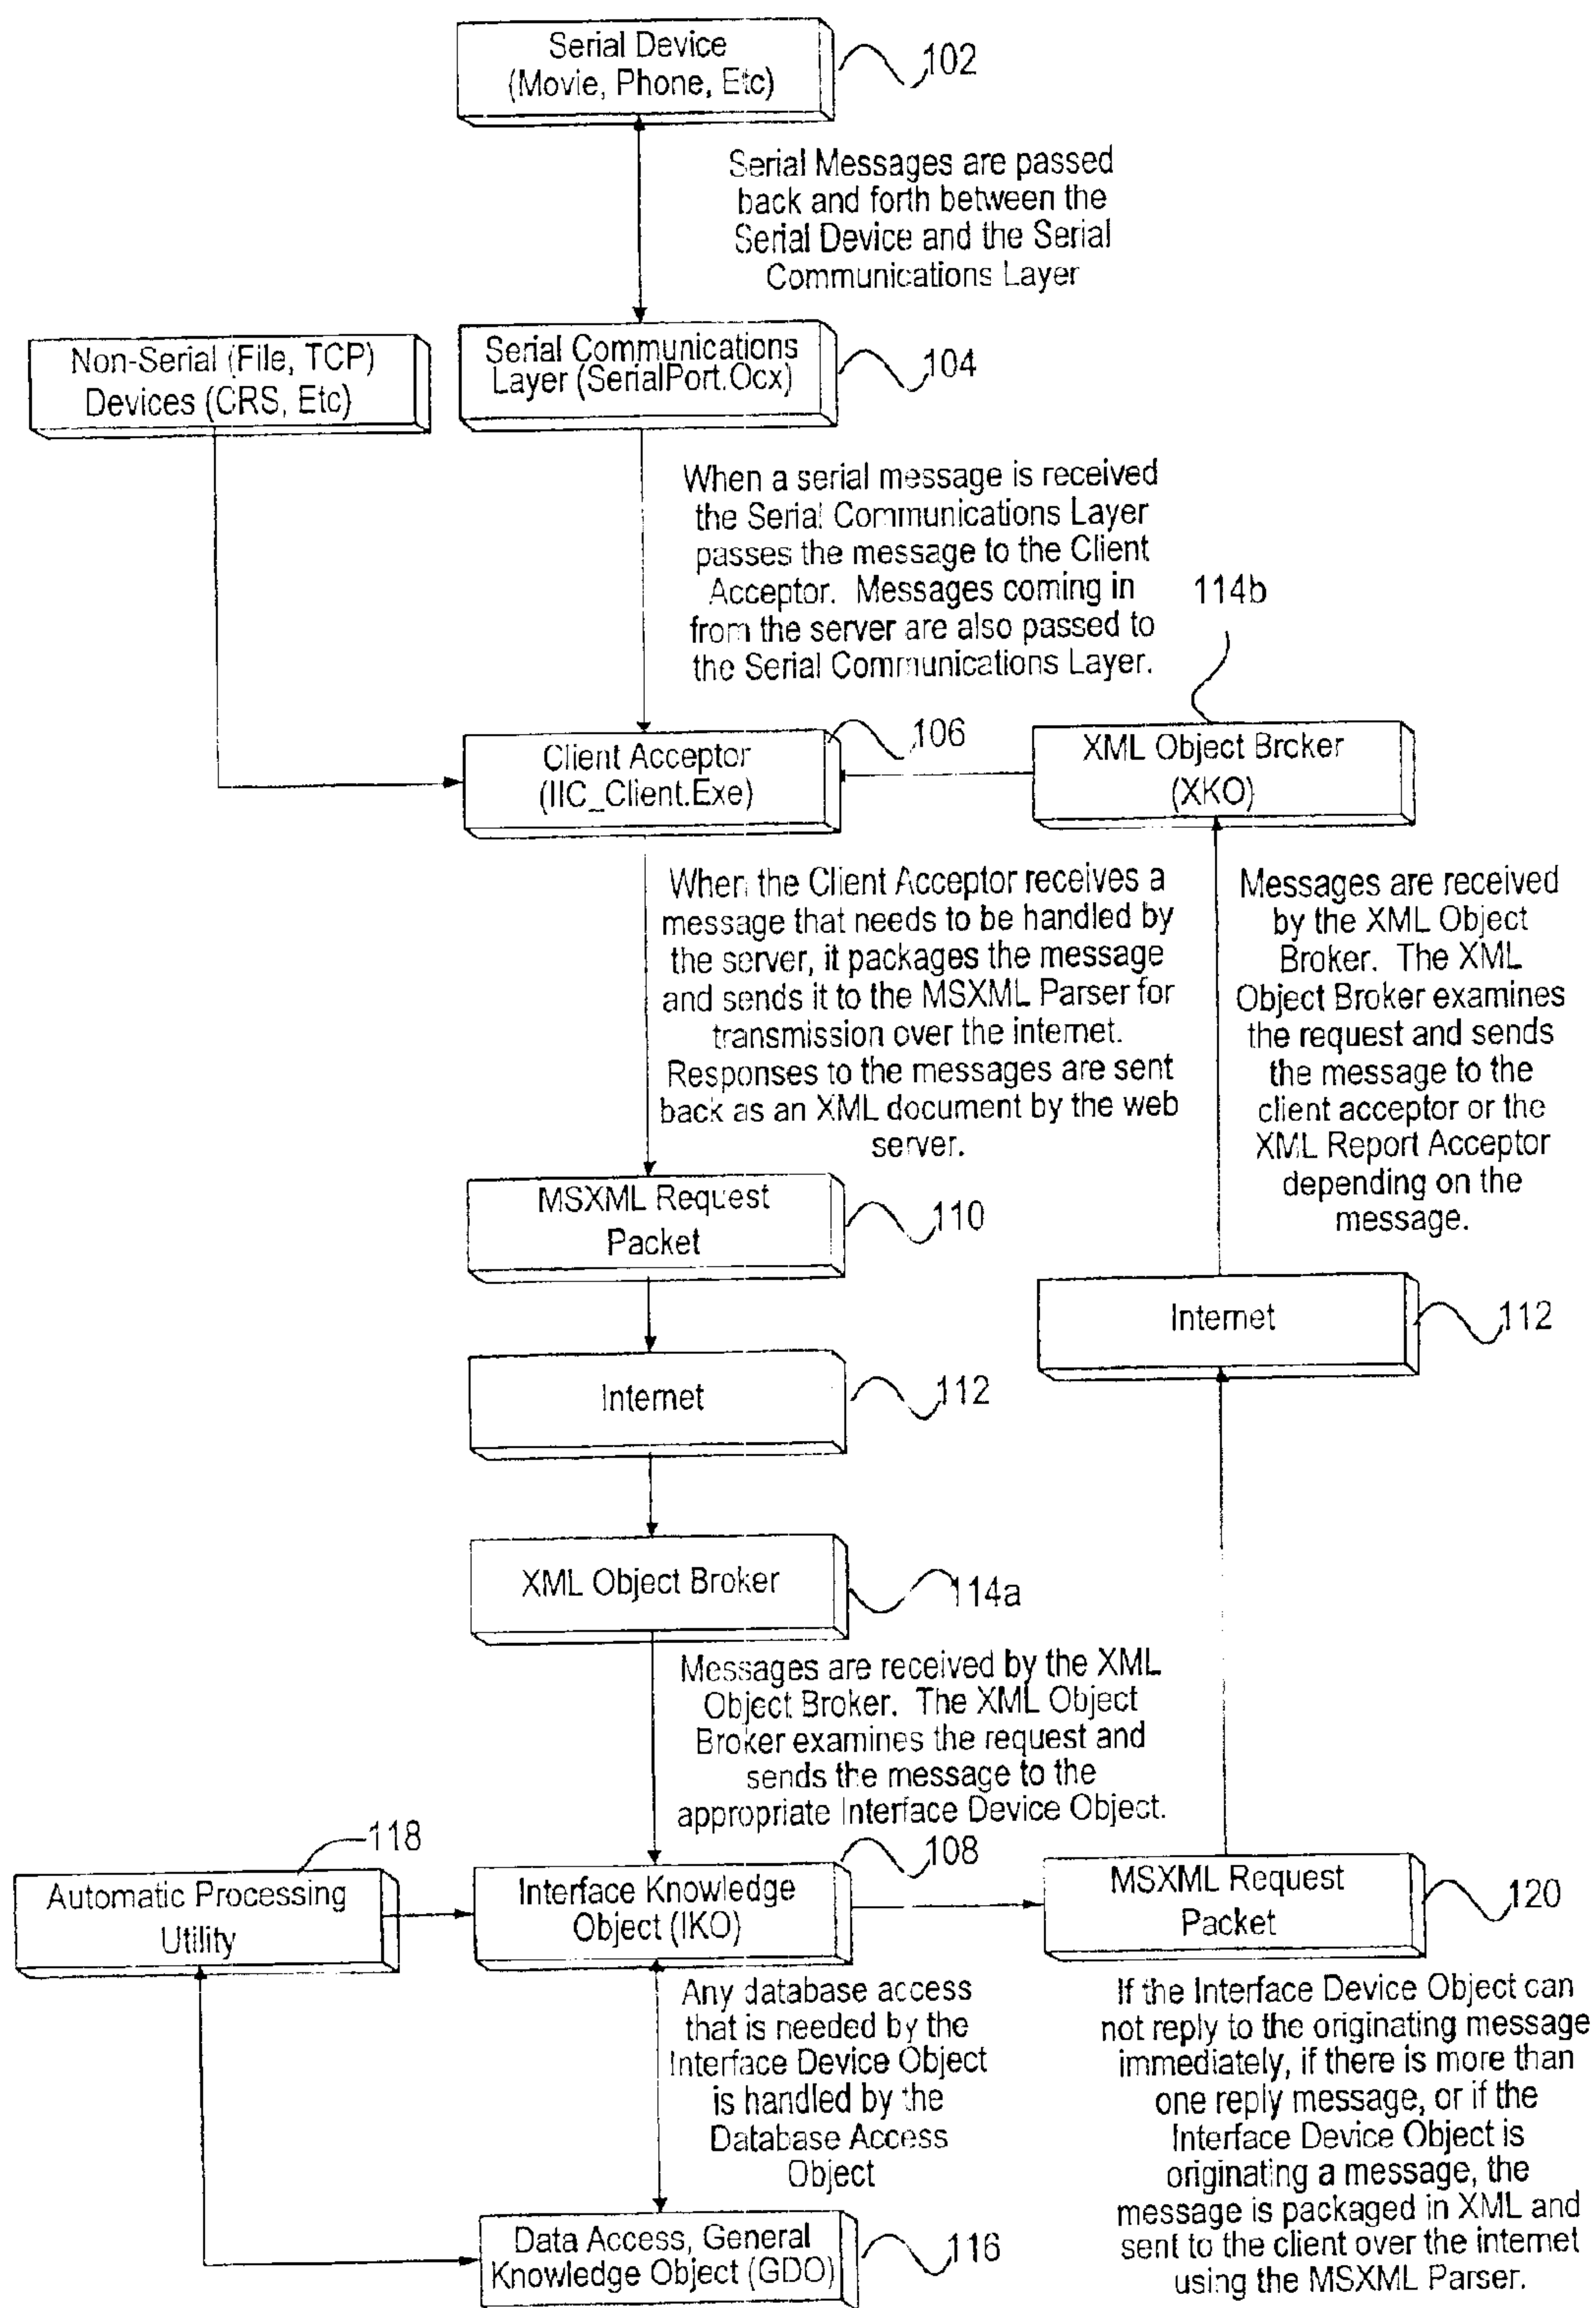 Serial Device
(Movie, Phone, Etc)
102
Serial Messages are passed
back and forth between the
Serial Device and the Serial
Communications Layer
Non-Serial (File, TCP)
Devices (CRS, Etc)
Serial Communications
Layer (SerialPort.Ocx)
104
When a serial message is received
the Serial Communications Layer
passes the message to the Client
Acceptor. Messages coming in
from the server are also passed to
the Serial Communications Layer.
114b
Client Acceptor
(IIC_Client.Exe)
106
XML Object Broker
(XKO)
When the Client Acceptor receives a
message that needs to be handled by
the server, it packages the message
and sends it to the MSXML Parser for
transmission over the internet.
Responses to the messages are sent
back as an XML document by the web
server.
Messages are received
by the XML Object
Broker. The XML
Object Broker examines
the request and sends
the message to the
client acceptor or the
XML Report Acceptor
depending on the
message.
MSXML Request
Packet
110
Internet
112
Internet
112
XML Object Broker
114a
Messages are received by the XML
Object Broker. The XML Object
Broker examines the request and
sends the message to the
appropriate Interface Device Object.
118
Automatic Processing
Utility
Interface Knowledge
Object (IKO)
108
MSXML Request
Packet
120
Any database access
that is needed by the
Interface Device Object
is handled by the
Database Access
Object
If the Interface Device Object can
not reply to the originating message
immediately, if there is more than
one reply message, or if the
Interface Device Object is
originating a message, the
message is packaged in XML and
sent to the client over the internet
using the MSXML Parser.
Data Access, General
Knowledge Object (GDO)
116